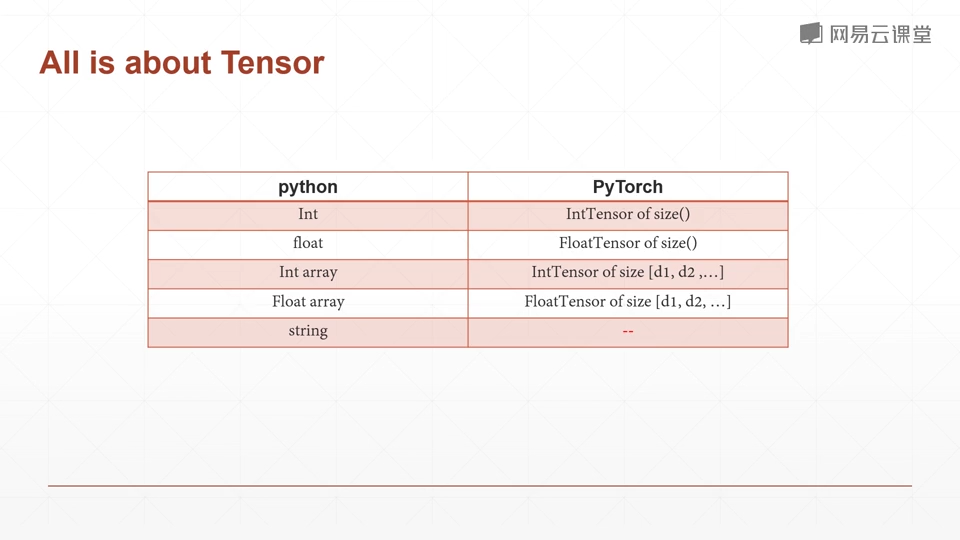 网易云课堂
All is about Tensor
python PyTorch
Int IntTensor of size()
float FloatTensor of size()
Int array IntTensor of size [d1, d2 ,…]
Float array FloatTensor of size [d1, d2, …]
string --